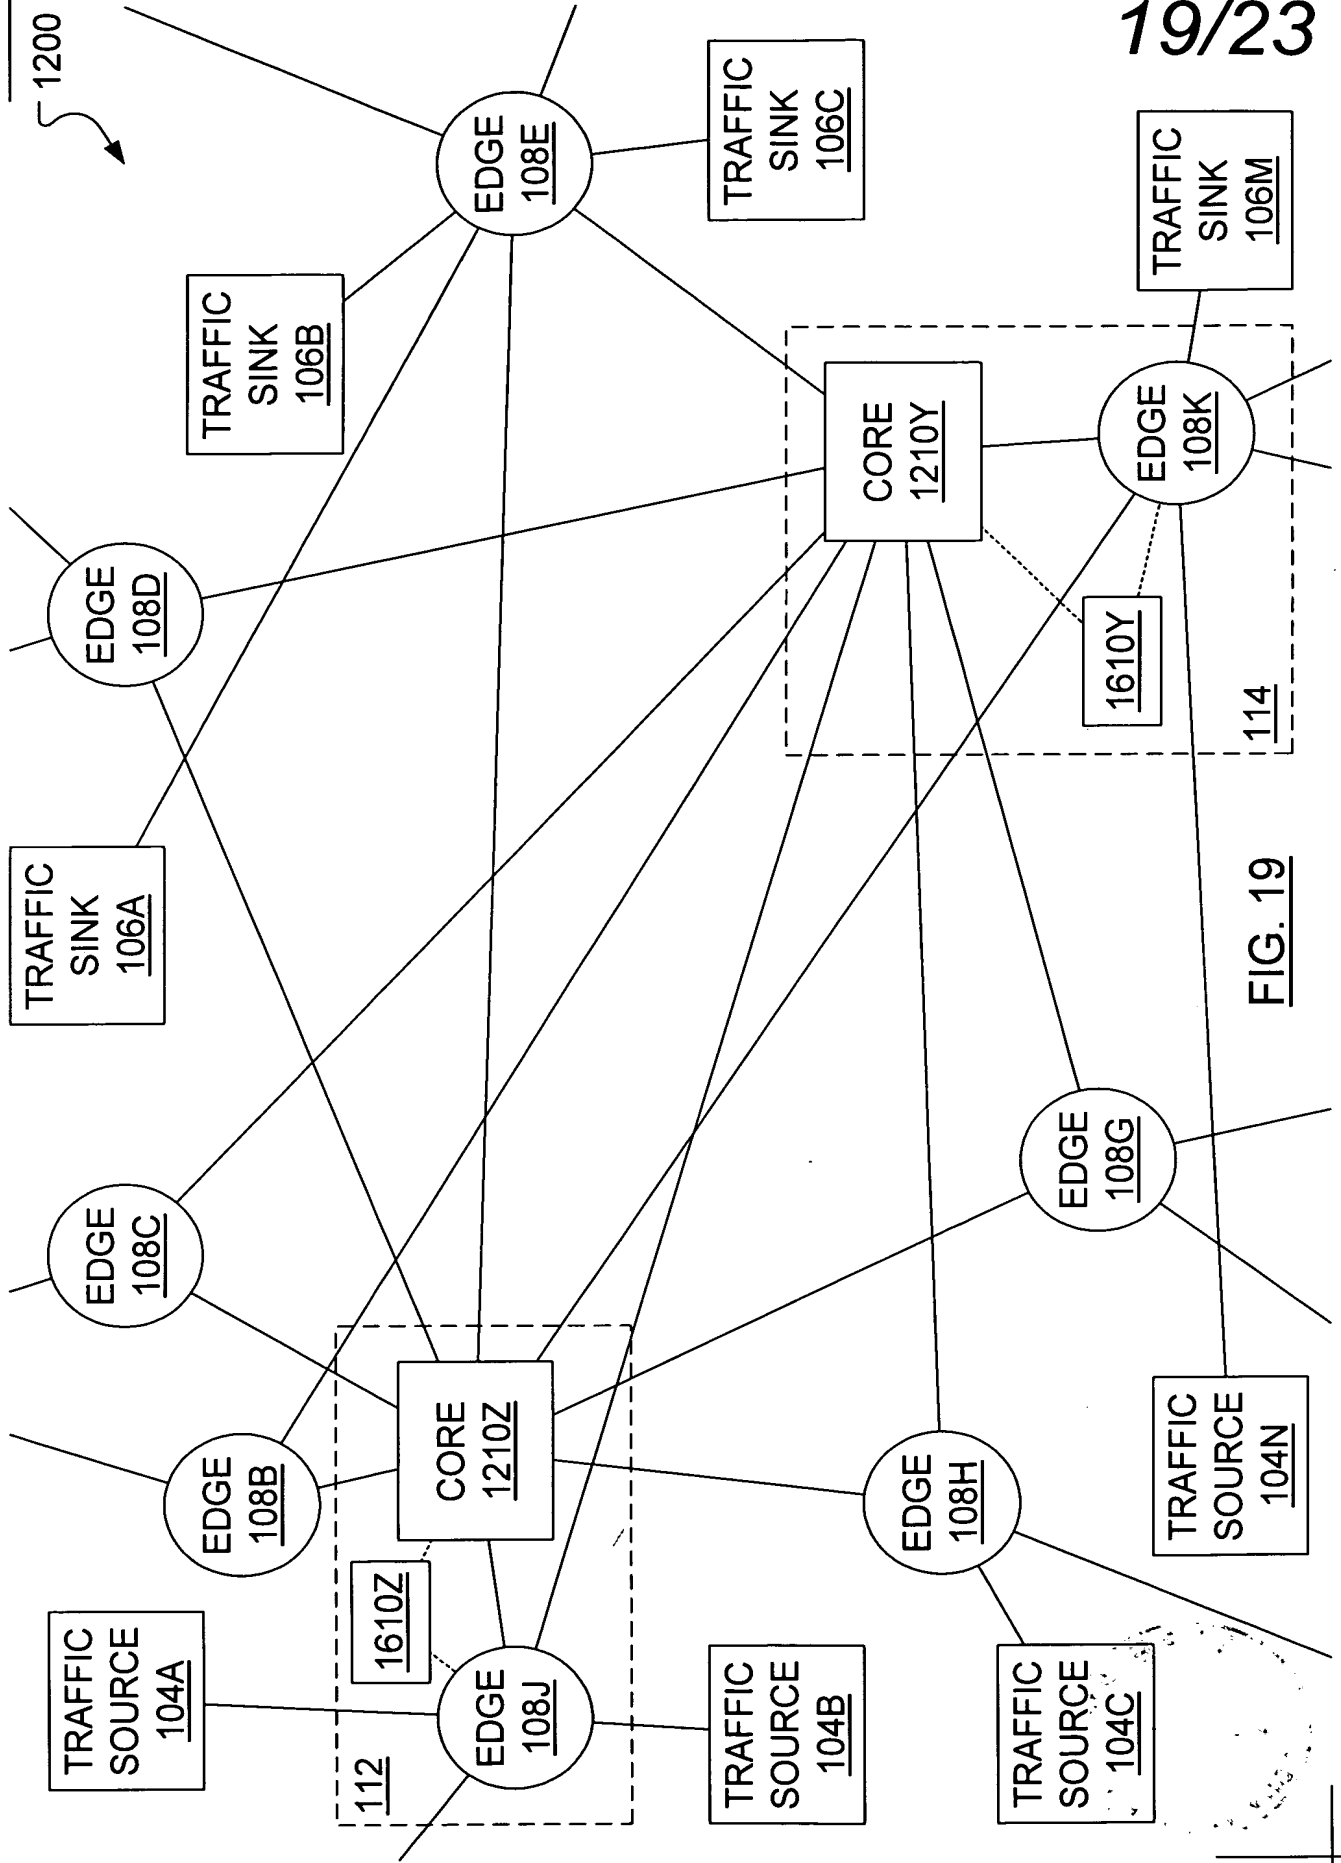 19/23
1200
TRAFFIC
SOURCE
104A
EDGE
108B
EDGE
108C
TRAFFIC
SINK
106A
EDGE
108D
TRAFFIC
SINK
106B
EDGE
108E
TRAFFIC
SINK
106C
112
EDGE
108J
1610Z
CORE
1210Z
TRAFFIC
SOURCE
104B
CORE
1210Y
1610Y
EDGE
108K
114
TRAFFIC
SINK
106M
TRAFFIC
SOURCE
104C
EDGE
108H
EDGE
108G
TRAFFIC
SOURCE
104N
FIG. 19